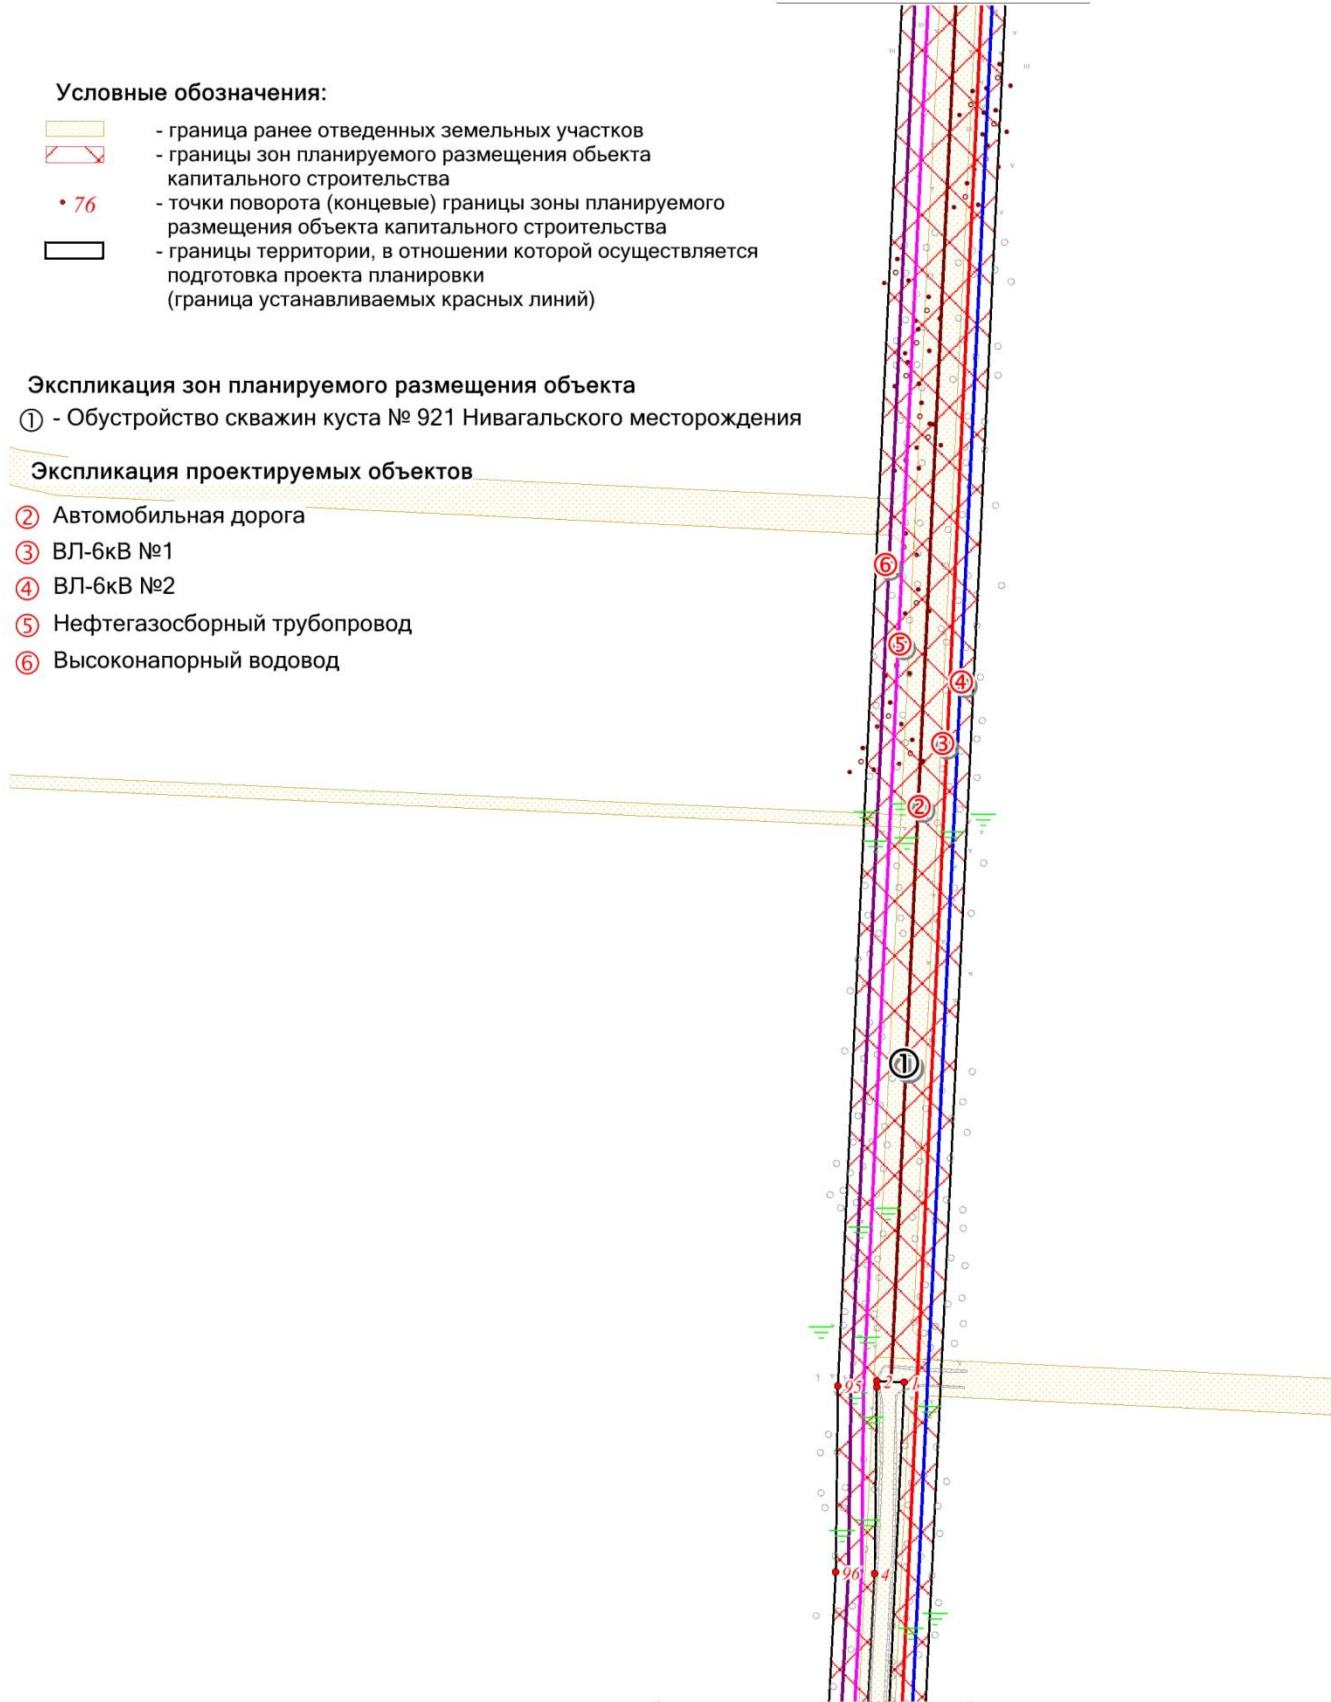 Условные обозначения:
- граница ранее отведенных земельных участков
- границы зон планируемого размещения обьекта
капитального строительства
76 - точки поворота (концевые) границы зоны планируемого
размещения объекта капитального строительства
- границы территории, в отношении которой осуществляется
подготовка проекта планировки
(граница устанавливаемых красных линий)
Экспликация зон планируемого размещения объекта
① - Обустройство скважин куста № 921 Нивагальского месторождения
Экспликация проектируемых объектов
② Автомобильная дорога
③ ВЛ-6кВ №1
④ ВЛ-6кВ №2
⑤ Нефтегазосборный трубопровод
⑥ Высоконапорный водовод
⑥
⑤
④
③
②
①
95 2 1
96 4